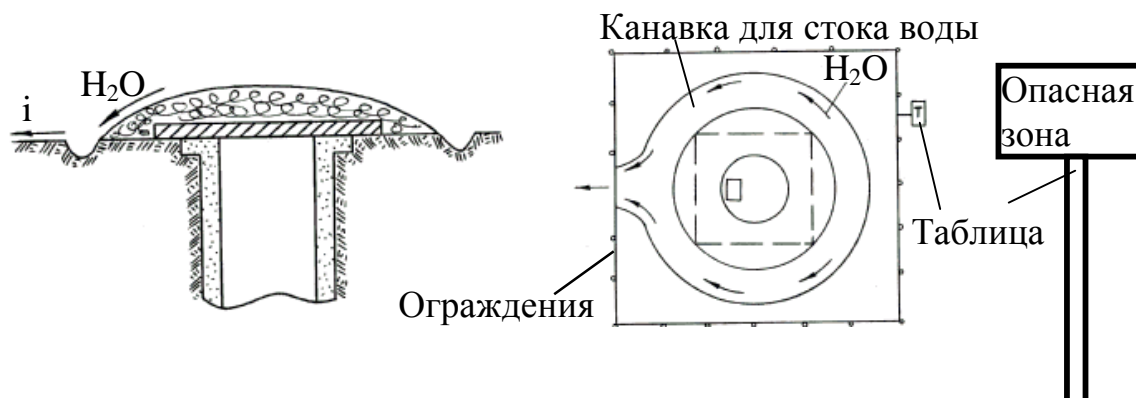 Канавка для стока воды
H₂O
H₂O
i
Опасная
зона
Т
Таблица
Ограждения